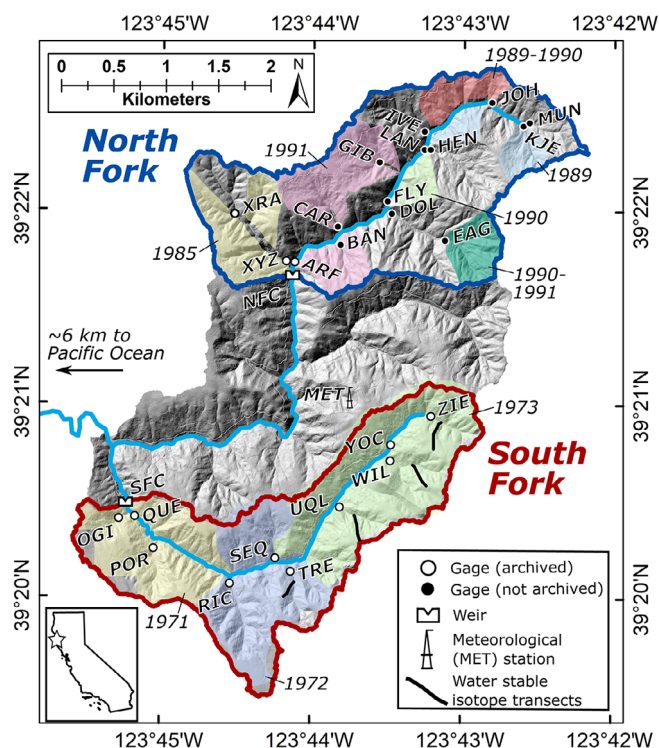 123°45'W 123°44'W 123°43'W 123°42'W
0 0.5 1 2
Kilometers
N
1989-1990
JOH
MUN
KJE
IVE
LAN
HEN
1989
North
Fork
1991
GIB
39°22'N
39°22'N
XRA
FLY
DOL
CAR
1990
BAN
EAG
1985
XYZ
ARF
NFC
1990-
1991
~6 km to
Pacific Ocean
39°21'N
39°21'N
MET
ZIE
1973
YOC
South
Fork
WIL
SFC
UQL
QUE
OGI
SEQ
POR
TRE
39°20'N
39°20'N
RIC
1971
1972
Gage (archived)
Gage (not archived)
Weir
Meteorological
(MET) station
Water stable
isotope transects
123°45'W 123°44'W 123°43'W 123°42'W